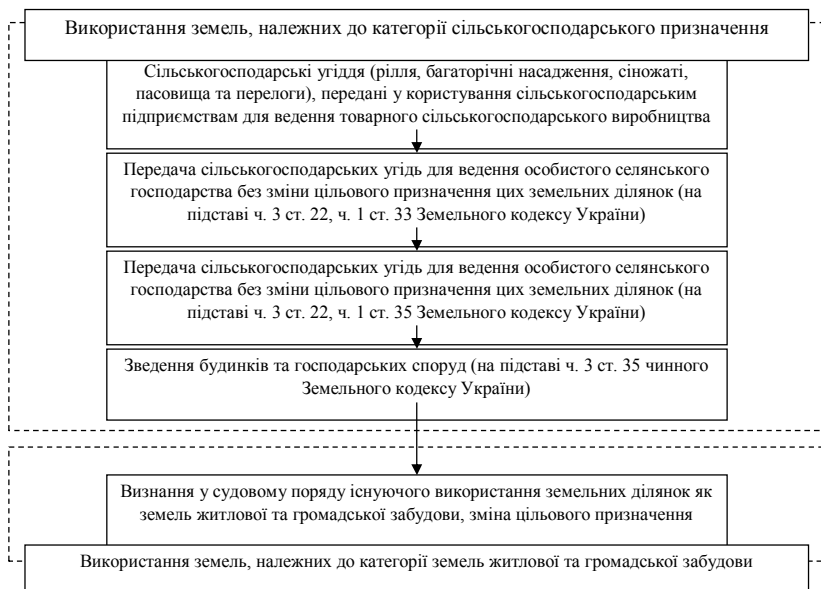 Використання земель, належних до категорії сільськогосподарського призначення
Сільськогосподарські угіддя (рілля, багаторічні насадження, сіножаті,
пасовища та перелоги), передані у користування сільськогосподарським
підприємствам для ведення товарного сільськогосподарського виробництва
Передача сільськогосподарських угідь для ведення особистого селянського
господарства без зміни цільового призначення цих земельних ділянок (на
підставі ч. 3 ст. 22, ч. 1 ст. 33 Земельного кодексу України)
Передача сільськогосподарських угідь для ведення особистого селянського
господарства без зміни цільового призначення цих земельних ділянок (на
підставі ч. 3 ст. 22, ч. 1 ст. 35 Земельного кодексу України)
Зведення будинків та господарських споруд (на підставі ч. 3 ст. 35 чинного
Земельного кодексу України)
Визнання у судовому поряду існуючого використання земельних ділянок як
земель житлової та громадської забудови, зміна цільового призначення
Використання земель, належних до категорії земель житлової та громадської забудови